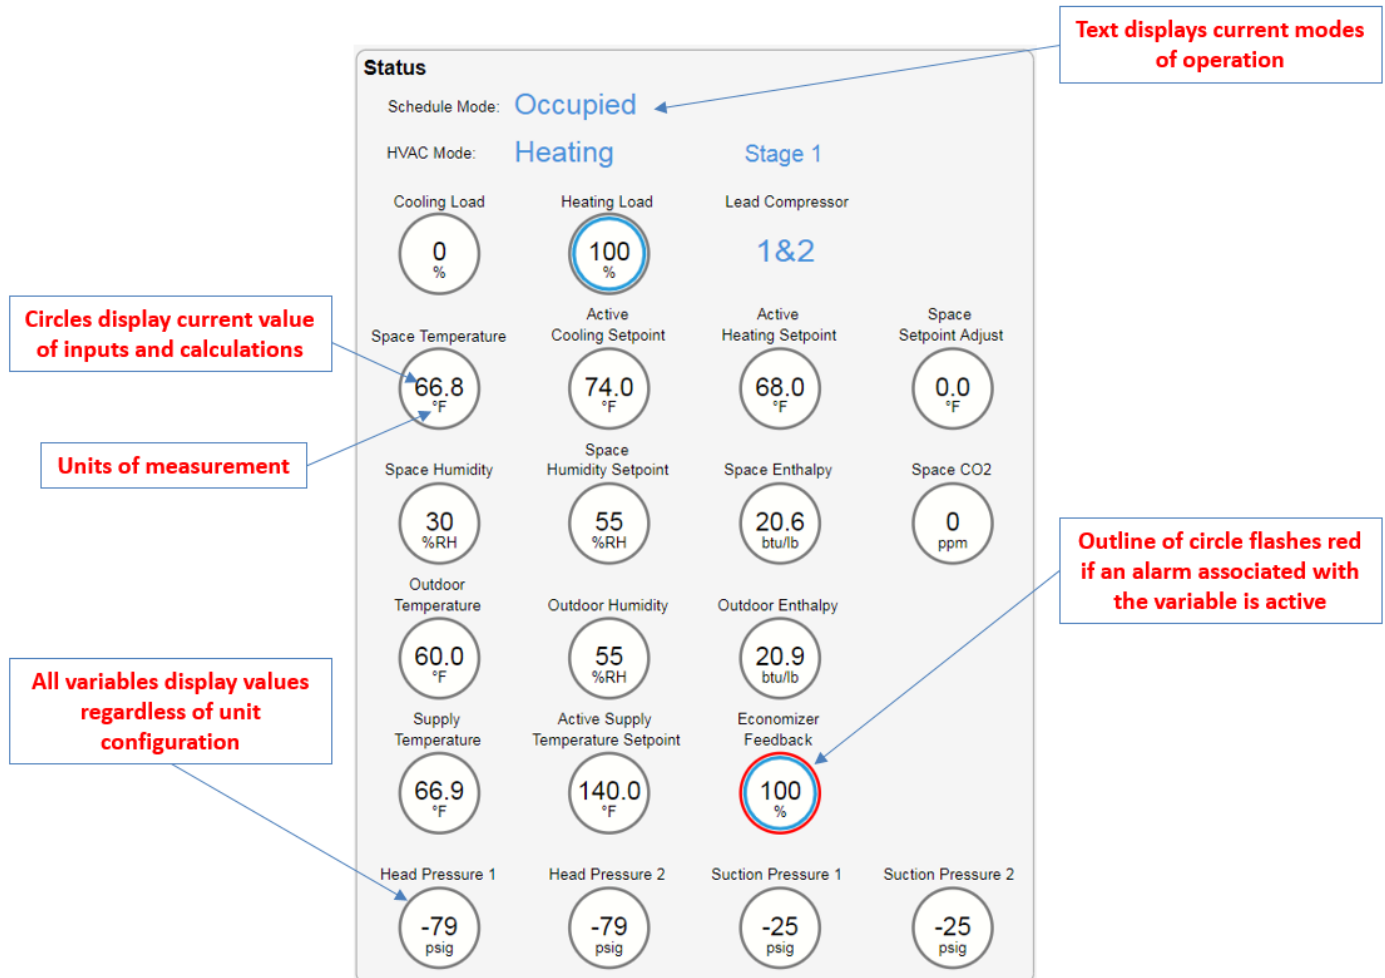 Text displays current modes
of operation
Status
Schedule Mode: Occupied
HVAC Mode: Heating Stage 1
Cooling Load Heating Load Lead Compressor
0 100 1&2
% %
Circles display current value
of inputs and calculations
Active Active Space
Space Temperature Cooling Setpoint Heating Setpoint Setpoint Adjust
66.8 74.0 68.0 0.0
°F °F °F °F
Units of measurement
Space
Space Humidity Humidity Setpoint Space Enthalpy Space CO2
30 55 20.6 0
%RH %RH btu/lb ppm
Outline of circle flashes red
if an alarm associated with
the variable is active
Outdoor
Temperature Outdoor Humidity Outdoor Enthalpy
60.0 55 20.9
°F %RH btu/lb
All variables display values
regardless of unit
configuration
Supply Active Supply Economizer
Temperature Temperature Setpoint Feedback
66.9 140.0 100
°F °F %
Head Pressure 1 Head Pressure 2 Suction Pressure 1 Suction Pressure 2
-79 -79 -25 -25
psig psig psig psig